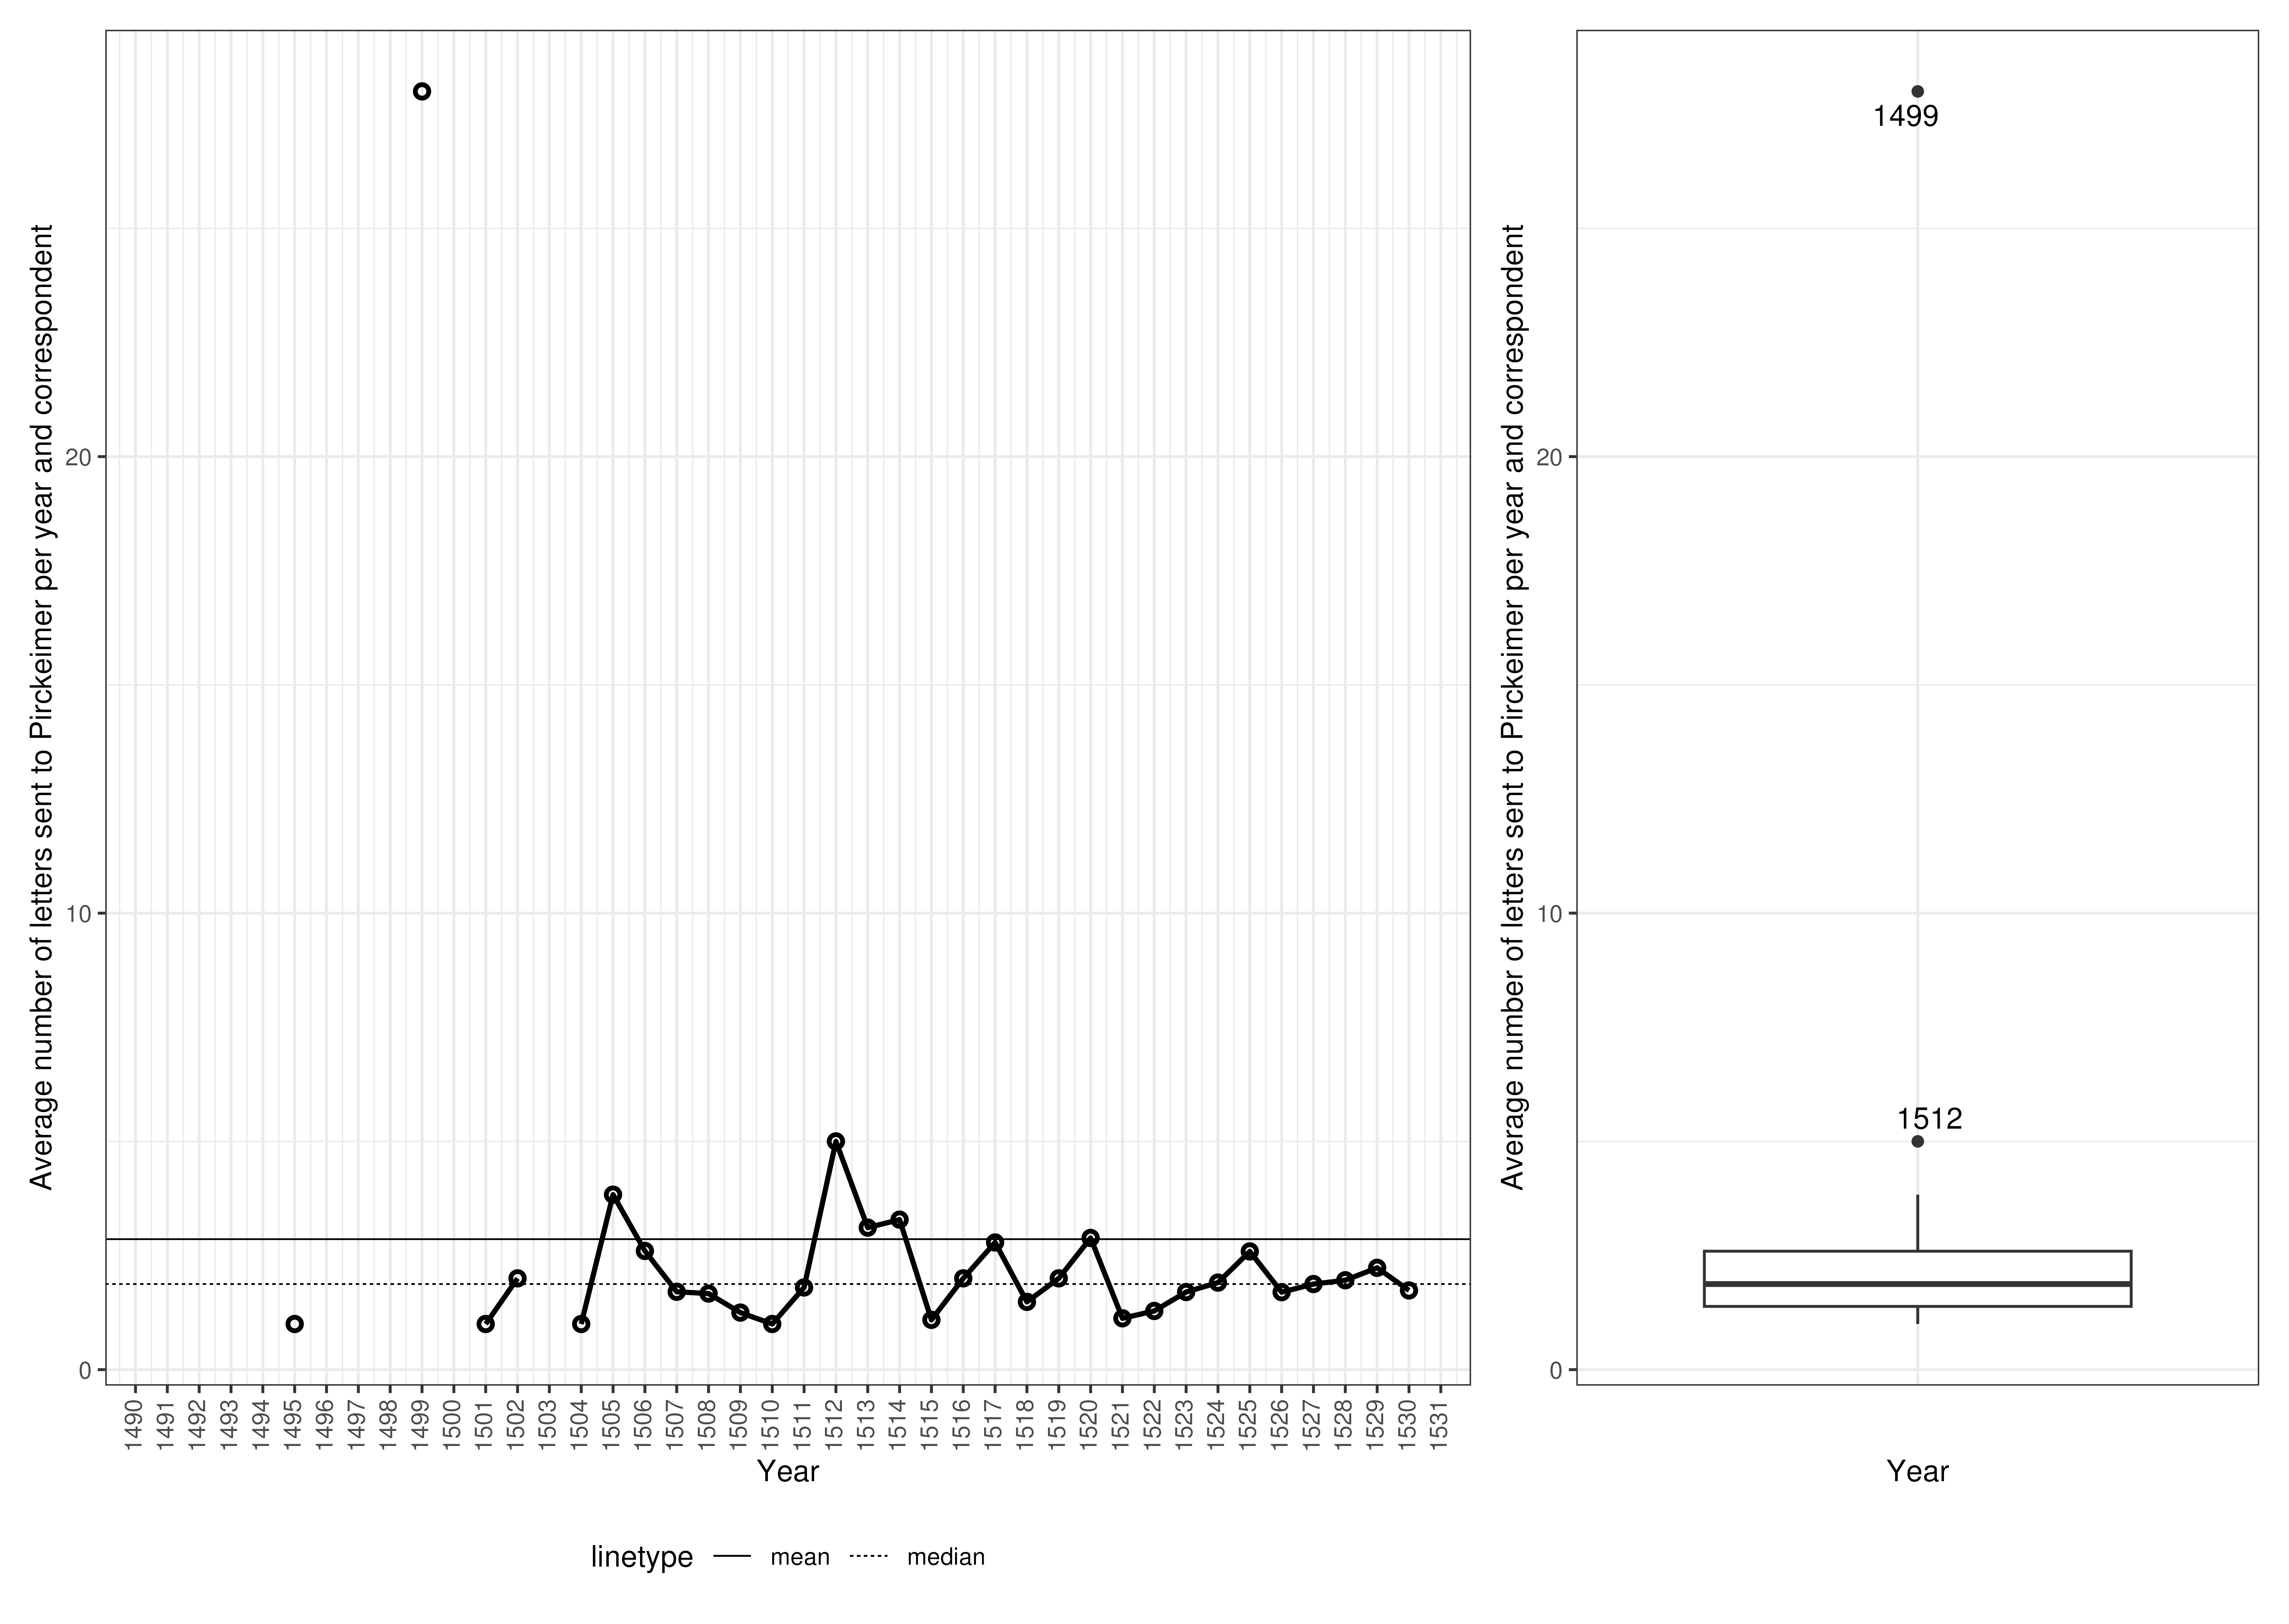 Average number of letters sent to Pirckeimer per year and correspondent
20
10
0
1490 1491 1492 1493 1494 1495 1496 1497 1498 1499 1500 1501 1502 1503 1504 1505 1506 1507 1508 1509 1510 1511 1512 1513 1514 1515 1516 1517 1518 1519 1520 1521 1522 1523 1524 1525 1526 1527 1528 1529 1530 1531
Year
linetype mean median
Average number of letters sent to Pirckeimer per year and correspondent
20
10
0
1499
1512
Year